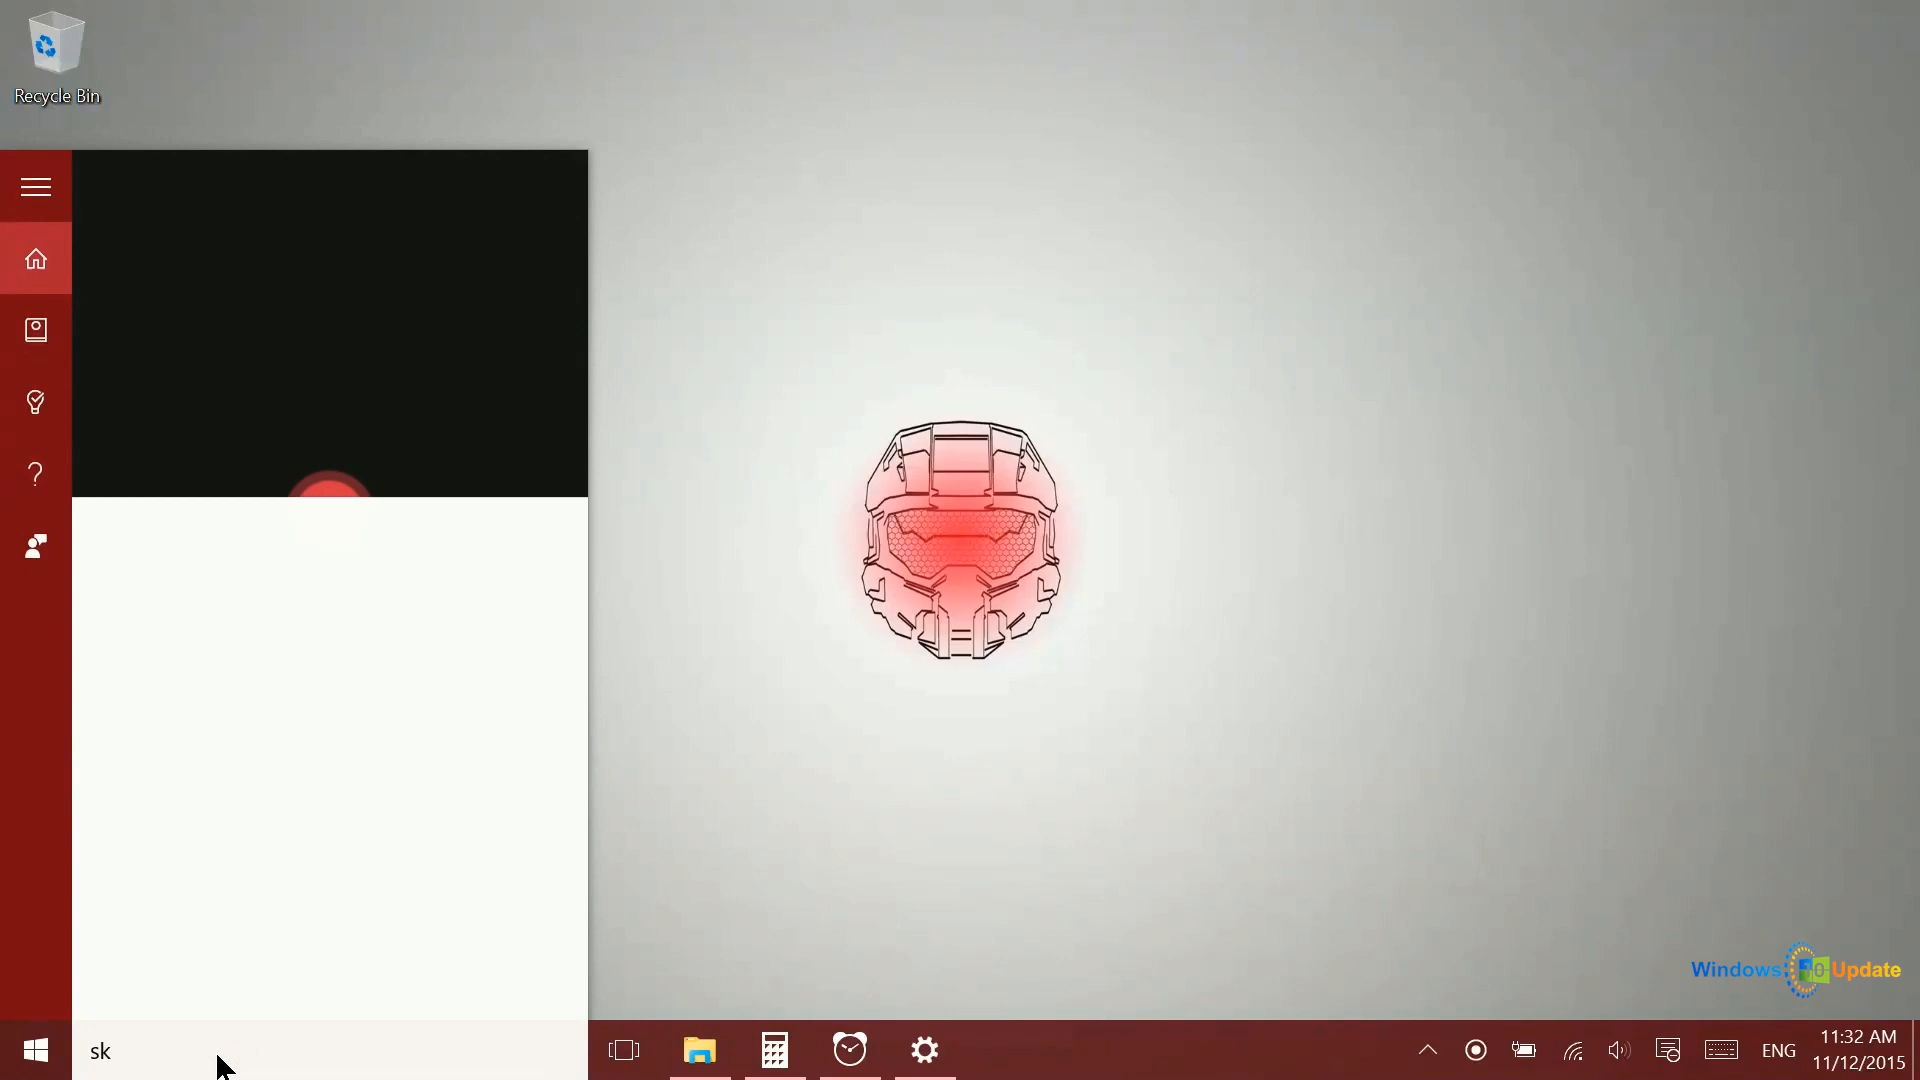 Recycle Bin
Windows 10 Update
sk
ENG
11:32 AM
11/12/2015